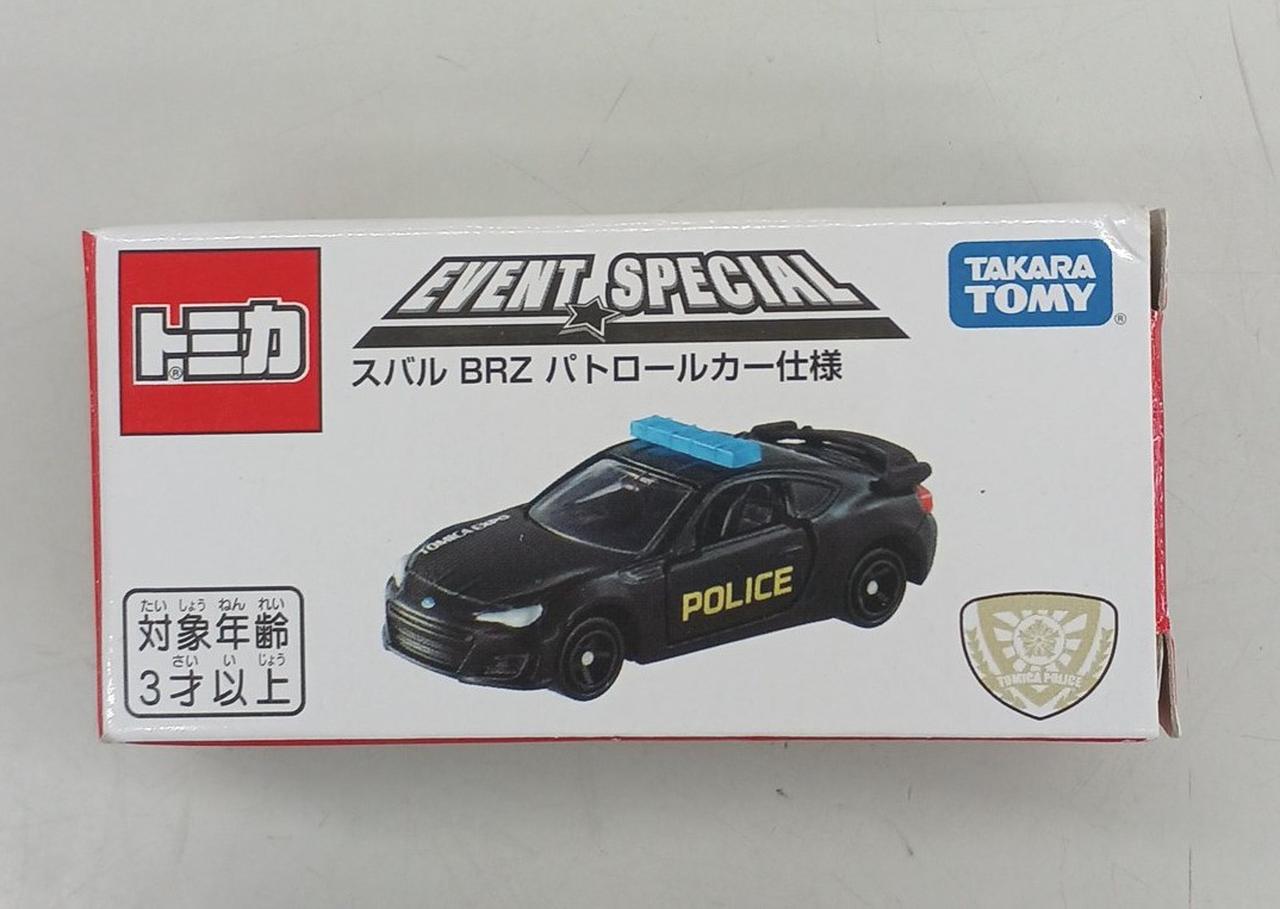 トミカ®
EVENT SPECIAL
TAKARA
TOMY®
スバル BRZ パトロールカー仕様
TOMICA EXPO
POLICE
たい しょう ねん れい
対象年齢
さい い じょう
3才以上
TOMICA POLICE